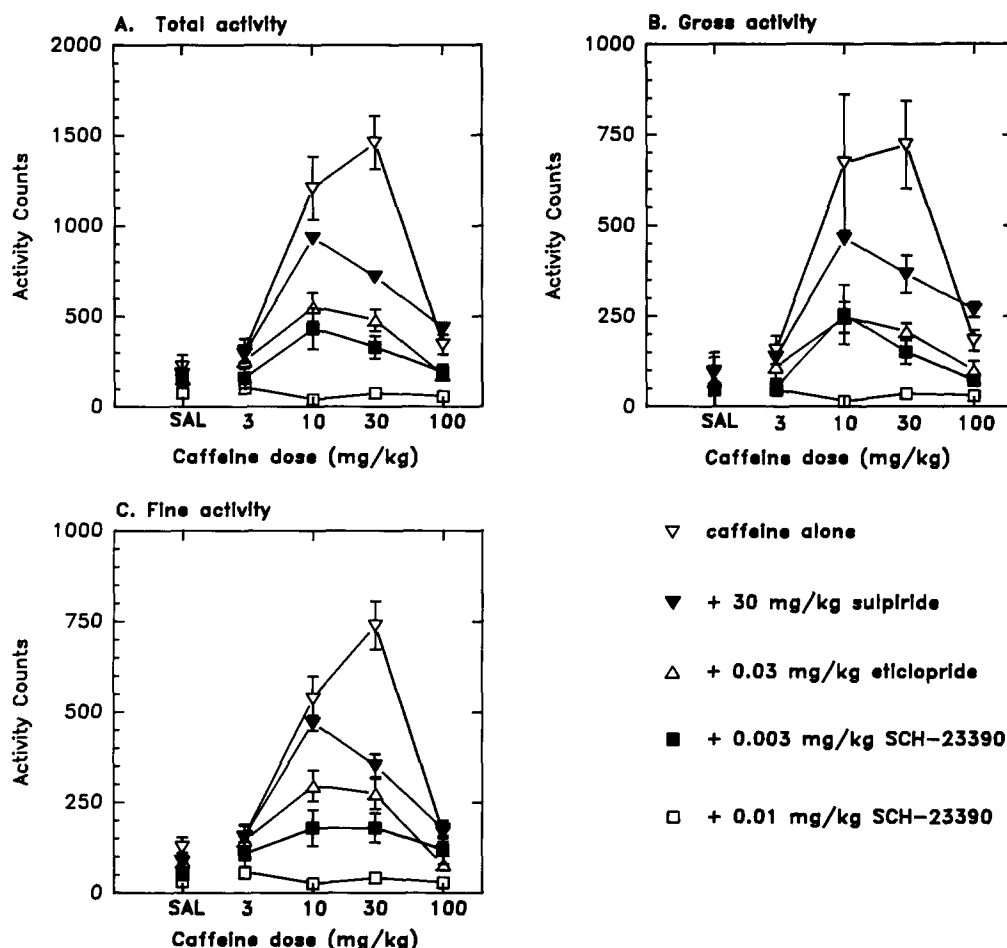 A. Total activity
2000
1500
1000
500
0
Activity Counts
SAL 3 10 30 100
Caffeine dose (mg/kg)
B. Gross activity
1000
750
500
250
0
Activity Counts
SAL 3 10 30 100
Caffeine dose (mg/kg)
C. Fine activity
1000
750
500
250
0
Activity Counts
SAL 3 10 30 100
Caffeine dose (mg/kg)
caffeine alone
+ 30 mg/kg sulpiride
+ 0.03 mg/kg eticlopride
+ 0.003 mg/kg SCH-23390
+ 0.01 mg/kg SCH-23390